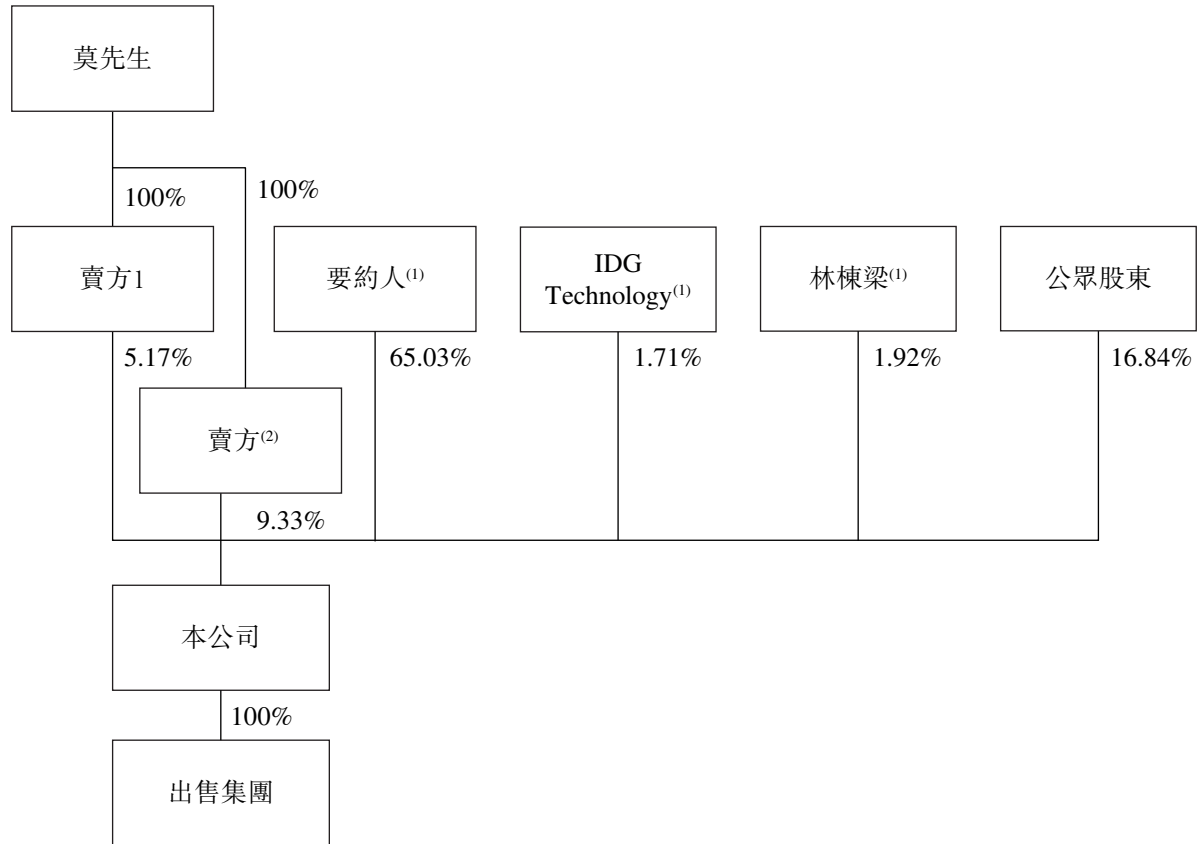 莫先生
100%
100%
賣方1
要約人(1)
IDG
Technology(1)
林棟梁(1)
公眾股東
5.17%
65.03%
1.71%
1.92%
16.84%
賣方(2)
9.33%
本公司
100%
出售集團